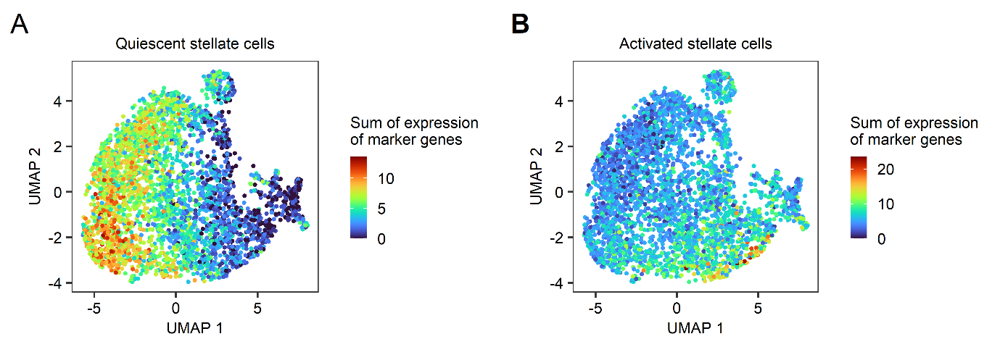 A
Quiescent stellate cells
UMAP 2
4
2
0
-2
-4
-5
0
5
UMAP 1
Sum of expression
of marker genes
10
5
0
B
Activated stellate cells
UMAP 2
4
2
0
-2
-4
-5
0
5
UMAP 1
Sum of expression
of marker genes
20
10
0